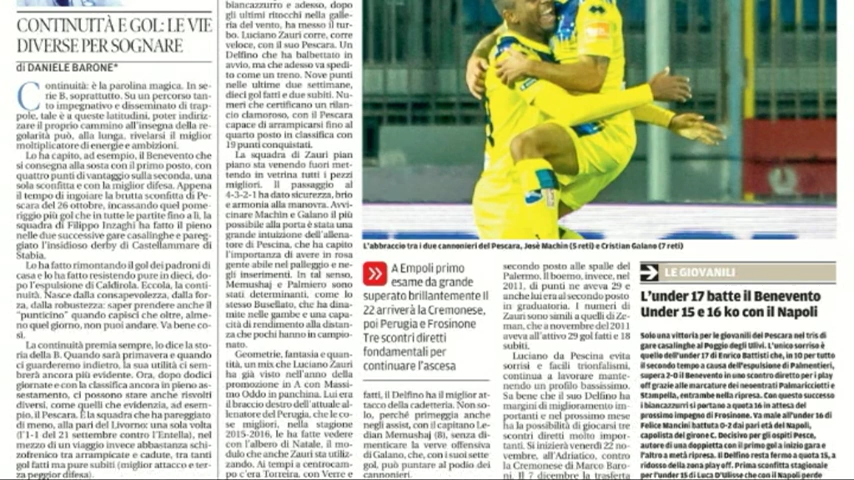 CONTINUITÀ E GOL: LE VIE
DIVERSE PER SOGNARE
di DANIELE BARONE*
Continuità: è la parolina magica. In se-
rie B, soprattutto. Su un percorso tan-
to impegnativo e disseminato di trap-
pole, tale è a queste latitudini, poter indiriz-
zare il proprio cammino all'insegna della re-
golarità può, alla lunga, rivelarsi il miglior
moltiplicatore di energie e ambizioni.
Lo ha capito, ad esempio, il Benevento che
si consegna alla sosta con il primo posto, con
quattro punti di vantaggio sulla seconda, una
sola sconfitta e con la miglior difesa. Appena
il tempo di ingoiare la brutta sconfitta di Pe-
scara del 26 ottobre, incassando quel pome-
riggio più gol che in tutte le partite fino a lì, la
squadra di Filippo Inzaghi ha fatto il pieno
nelle due successive gare casalinghe e pareg-
giato l'insidioso derby di Castellammare di
Stabia.
Lo ha fatto rimontando il gol dei padroni di
casa e lo ha fatto resistendo pure in dieci, do-
po l'espulsione di Caldirola. Eccola, la conti-
nuità. Nasce dalla consapevolezza, dalla for-
za, dalla robustezza: saper prendere anche il
"punticino" quando capisci che oltre, alme-
no quel giorno, non puoi andare. Va bene co-
sì.
La continuità premia sempre, lo dice la sto-
ria della B. Quando sarà primavera e quando
ci guarderemo indietro, la sua utilità ci sem-
brerà ancora più evidente. Ora, dopo dodici
giornate e con la classifica ancora in pieno as-
sestamento, ci possono stare anche risvolti
diversi, come quelli che evidenzia, ad esem-
pio, il Pescara. È la squadra che ha pareggiato
di meno, alla pari del Livorno: una sola volta
(l'1-1 del 21 settembre contro l'Entella), nel
mezzo di un viaggio invece abbastanza schi-
zofrenico tra arrampicate e cadute, tra tanti
gol fatti ma pure subiti (miglior attacco e ter-
za peggior difesa).
biancazzurro e adesso, dopo
gli ultimi ritocchi nella galleria
del vento, ha messo il tur-
bo. Luciano Zauri corre, corre
veloce, con il suo Pescara. Un
Delfino che ha balbettato in
avvio, ma che adesso va spedi-
to come un treno. Nove punti
nelle ultime due settimane,
dieci gol fatti e due subiti. Nu-
meri che certificano un rilan-
cio clamoroso, con il Pescara
capace di arrampicarsi fino al
quarto posto in classifica con
19 punti conquistati.
La squadra di Zauri pian
piano sta venendo fuori met-
tendo in vetrina tutti i pezzi
migliori. Il passaggio al
4-3-2-1 ha dato sicurezza, brio
e armonia alla manovra. Avvi-
cinare Machin e Galano il più
possibile alla porta è stata una
grande intuizione dell'allena-
tore di Pescina, che ha capito
l'importanza di avere in rosa
gente abile nel palleggio e ne-
gli inserimenti. In tal senso,
Memushaj e Palmiero sono
stati determinanti, come lo
stesso Busellato, che ha dina-
mite nelle gambe e una capa-
cità di rendimento alla distan-
za che pochi hanno in campio-
nato.
Geometrie, fantasia e quanti-
tà, un mix che Luciano Zauri
ha già visto nell'anno della
promozione in A con Massi-
mo Oddo in panchina. Lui era
il braccio destro dell'attuale al-
lenatore del Perugia, che le co-
se migliori, nella stagione
2015-2016, le ha fatte vedere
con l'albero di Natale, il mo-
dulo che anche Zauri sta utiliz-
zando. Ai tempi a centrocam-
po c'era Torreira, con Verre e
L'abbraccio tra i due cannonieri del Pescara, José Machin (5 reti) e Cristian Galano (7 reti)
A Empoli primo
esame da grande
superato brillantemente Il
22 arriverà la Cremonese,
poi Perugia e Frosinone
Tre scontri diretti
fondamentali per
continuare l'ascesa
fatti, il Delfino ha il miglior at-
tacco della cadetteria. Non so-
lo, perché primeggia anche
negli assist, con il capitano Le-
dian Memushaj (8), senza di-
menticare la verve offensiva
di Galano, che, con i suoi sette
gol, può puntare al podio dei
cannonieri.
secondo posto alle spalle del
Palermo. Il boemo, invece, nel
2011, di punti ne aveva 29 e
anche lui era al secondo posto
in graduatoria. I numeri di
Zauri sono simili a quelli di Ze-
man, che a novembre del 2011
aveva all'attivo 29 gol fatti e 18
subiti.
Luciano da Pescina evita
sorrisi e facili trionfalismi,
continua a lavorare mante-
nendo un profilo bassissimo.
Sa bene che il suo Delfino ha
margini di miglioramento im-
portanti e nel prossimo mese
ha la possibilità di giocarsi tre
scontri diretti molto impor-
tanti. Si inizierà venerdì 22 no-
vembre, all'Adriatico, contro
la Cremonese di Marco Baro-
ni. Il 7 dicembre la trasferta
LE GIOVANILI
L'under 17 batte il Benevento
Under 15 e 16 ko con il Napoli
Solo una vittoria per le giovanili del Pescara nel tris di
gare casalinghe al Poggio degli Ulivi. L'unico sorriso è
quello dell'under 17 di Enrico Battisti che, in 10 per tutto
il secondo tempo a causa dell'espulsione di Palmentieri,
supera 2-0 il Benevento in uno scontro diretto per i play
off grazie alle marcature dei neoentrati Palmaricciotti e
Stampella, entrambe nella ripresa. Con questo successo
i biancazzurri si portano a quota 16 in attesa del
prossimo impegno di Frosinone. Va male all'under 16 di
Felice Mancini battuta 0-2 dai pari età del Napoli,
capolista del girone C. Decisivo per gli ospiti Pesce,
autore di una doppietta con il primo gol a inizio gara e
l'altro a metà ripresa. Il Delfino resta fermo a quota 15, a
ridosso della zona play off. Prima sconfitta stagionale
per l'under 15 di Luca D'Ulisse che con il Napoli perde